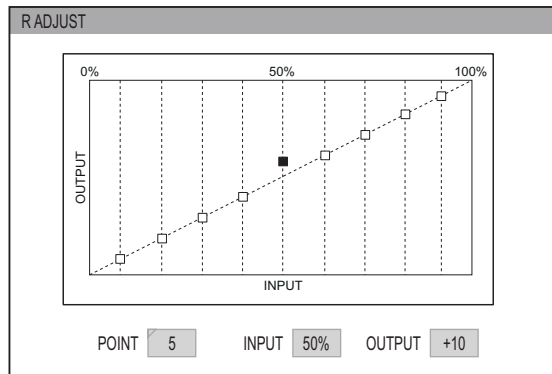 R ADJUST
0% 50% 100%
OUTPUT
INPUT
POINT 5 INPUT 50% OUTPUT +10